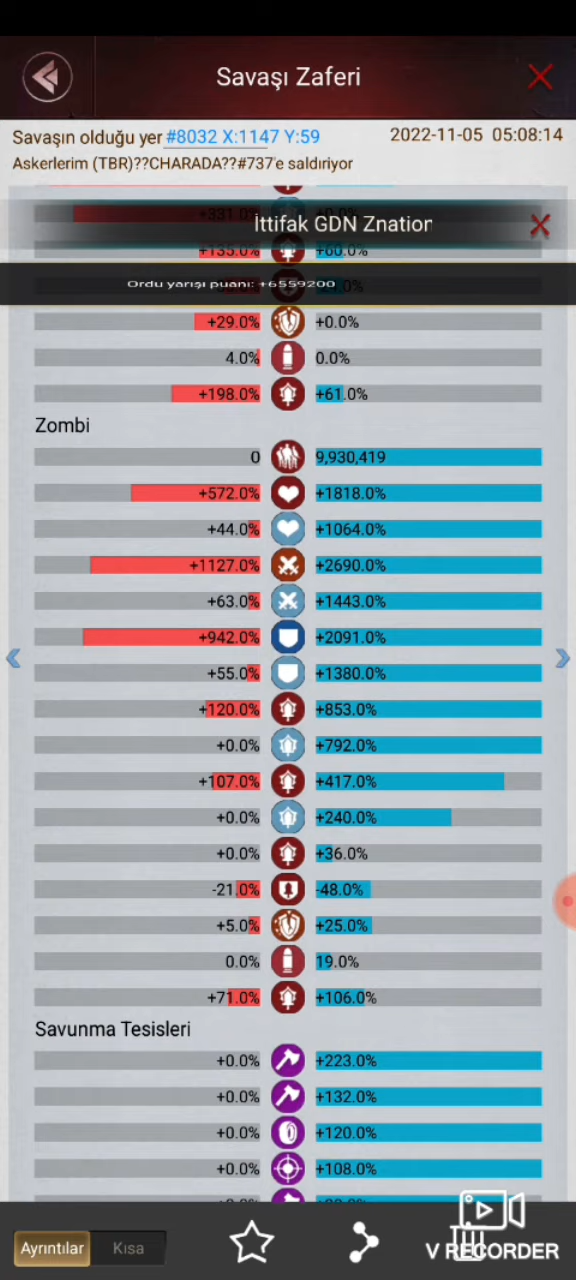 Savaşı Zaferi
Savaşın olduğu yer #8032 X:1147 Y:59
2022-11-05 05:08:14
Askerlerim (TBR)??CHARADA??#737'e saldırıyor
+331.0%
İttifak GDN Znation
+135.0% +60.0%
Ordu yarışı puanı: +6559200
+29.0% +0.0%
4.0% 0.0%
+198.0% +61.0%
Zombi
0 9,930,419
+572.0% +1818.0%
+44.0% +1064.0%
+1127.0% +2690.0%
+63.0% +1443.0%
+942.0% +2091.0%
+55.0% +1380.0%
+120.0% +853.0%
+0.0% +792.0%
+107.0% +417.0%
+0.0% +240.0%
+0.0% +36.0%
-21.0% -48.0%
+5.0% +25.0%
0.0% 19.0%
+71.0% +106.0%
Savunma Tesisleri
+0.0% +223.0%
+0.0% +132.0%
+0.0% +120.0%
+0.0% +108.0%
Ayrıntılar Kısa
V RECORDER